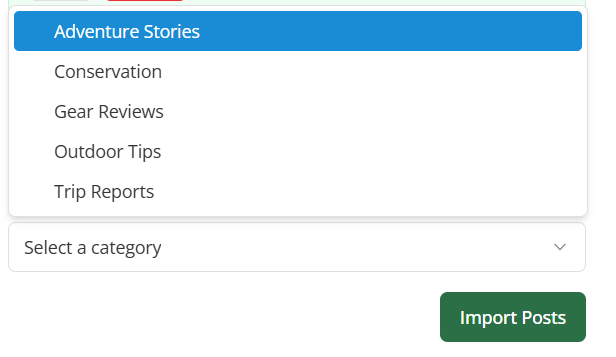 Adventure Stories
Conservation
Gear Reviews
Outdoor Tips
Trip Reports
Select a category
Import Posts